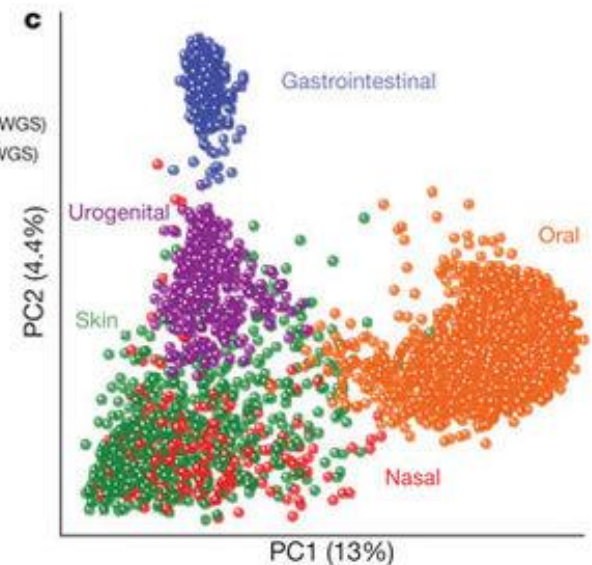 c
Gastrointestinal
WGS)
WGS)
Urogenital
Oral
Skin
Nasal
PC2 (4.4%)
PC1 (13%)